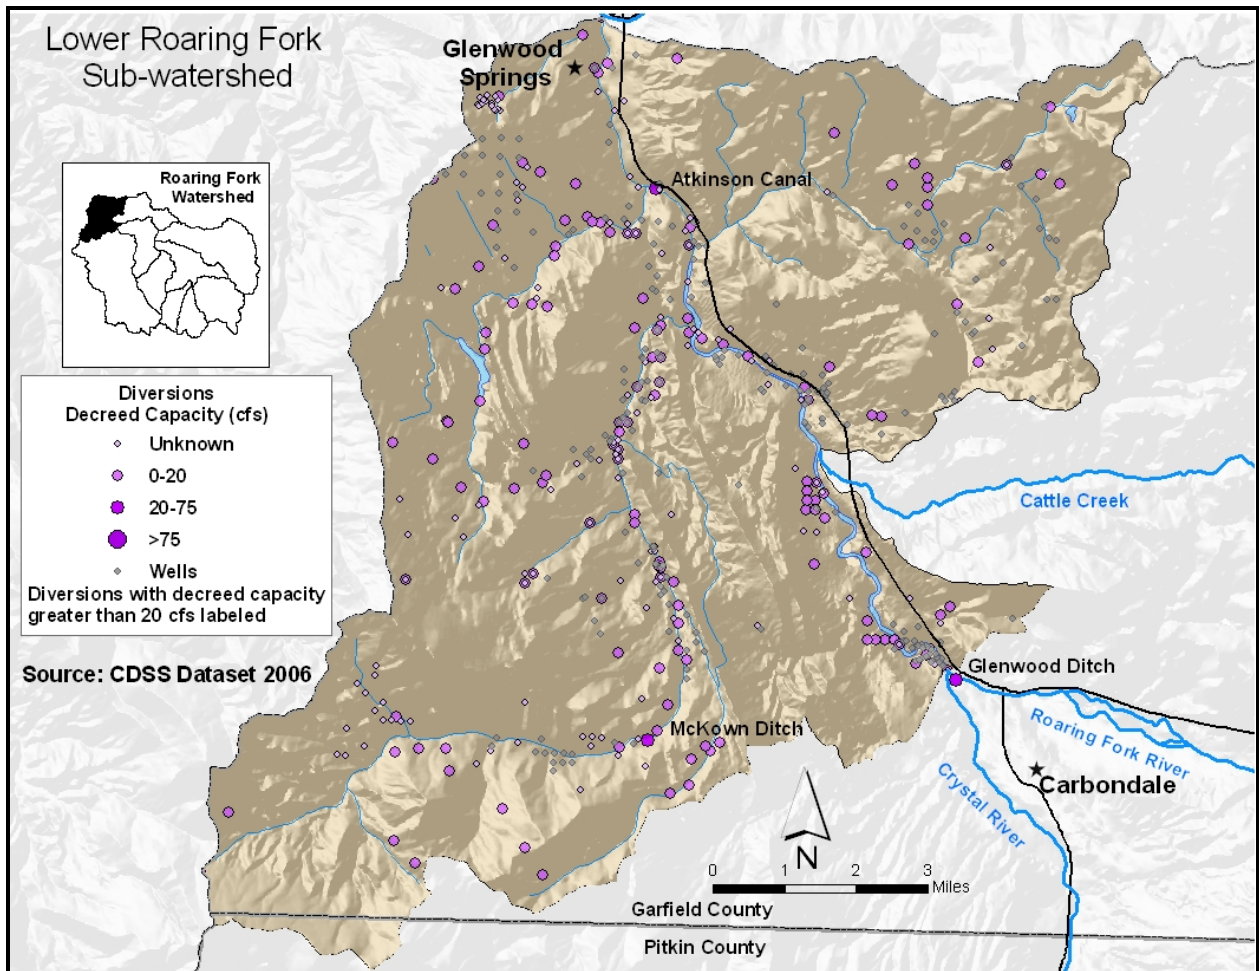 Lower Roaring Fork
Sub-watershed
Glenwood
Springs
Roaring Fork
Watershed
Atkinson Canal
Diversions
Decreed Capacity (cfs)
Unknown
0-20
20-75
>75
Wells
Diversions with decreed capacity
greater than 20 cfs labeled
Cattle Creek
Source: CDSS Dataset 2006
Glenwood Ditch
McKown Ditch
Roaring Fork River
Carbondale
Crystal River
N
0 1 2 3
Miles
Garfield County
Pitkin County